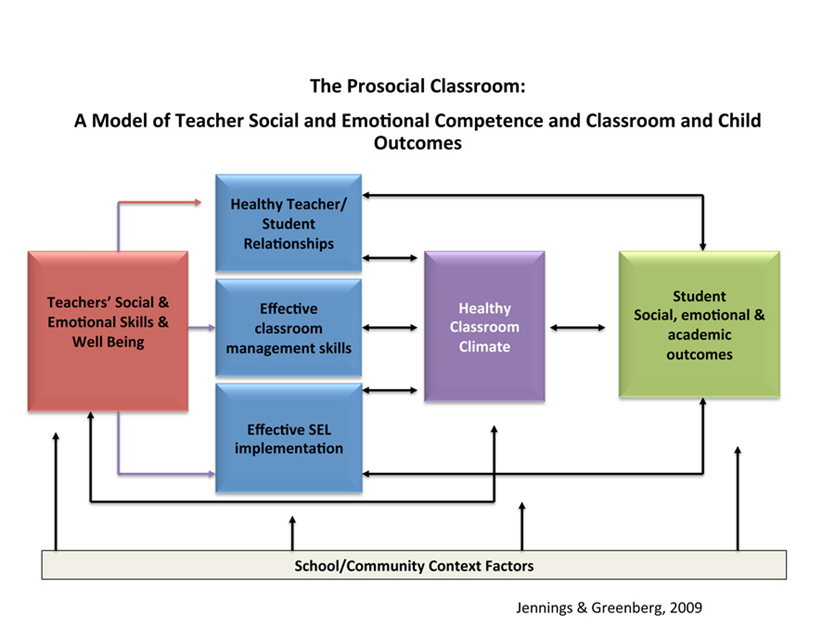 The Prosocial Classroom:
A Model of Teacher Social and Emotional Competence and Classroom and Child
Outcomes
Healthy Teacher/
Student
Relationships
Teachers’ Social &
Emotional Skills &
Well Being
Effective
classroom
management skills
Effective SEL
implementation
Healthy
Classroom
Climate
Student
Social, emotional &
academic
outcomes
School/Community Context Factors
Jennings & Greenberg, 2009